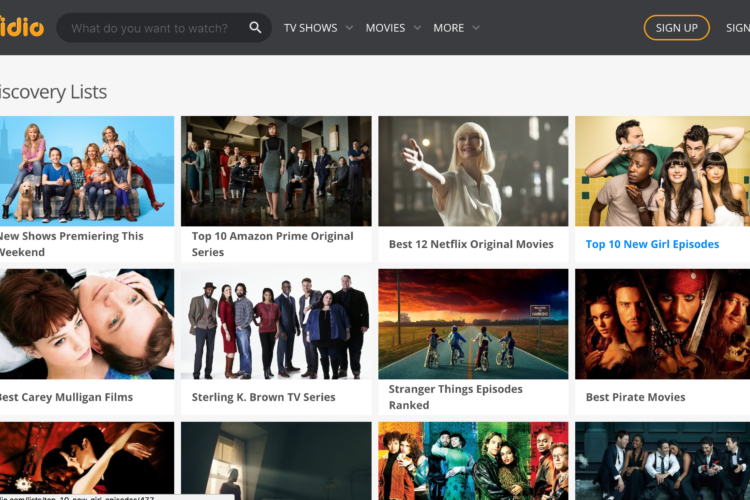 idio
What do you want to watch?
TV SHOWS
MOVIES
MORE
SIGN UP
SIGN
iscovery Lists
New Shows Premiering This
Weekend
Top 10 Amazon Prime Original
Series
Best 12 Netflix Original Movies
Top 10 New Girl Episodes
Best Carey Mulligan Films
Sterling K. Brown TV Series
Stranger Things Episodes
Ranked
Best Pirate Movies
dio.com/lists/top-10-new-girl-episodes/477